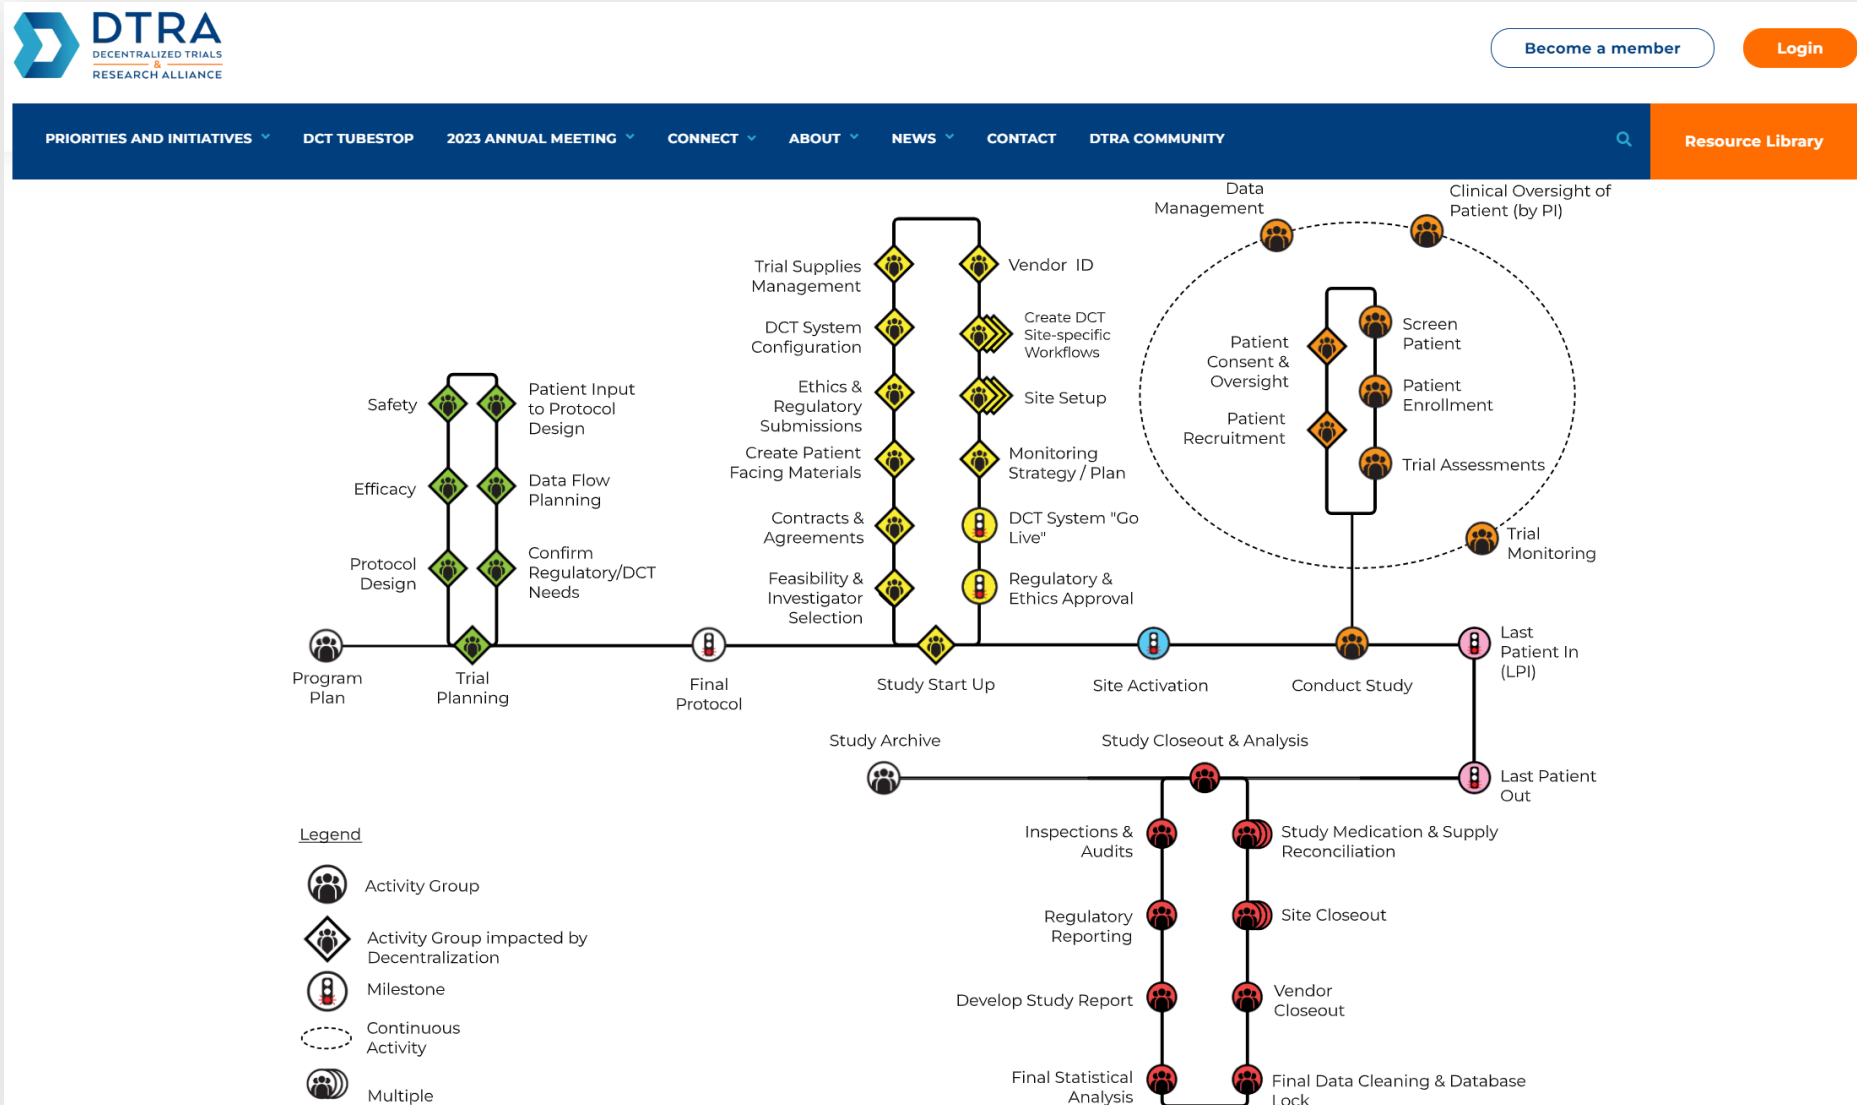 DTRA
DECENTRALIZED TRIALS
&
RESEARCH ALLIANCE
Become a member
Login
PRIORITIES AND INITIATIVES
DCT TUBESTOP
2023 ANNUAL MEETING
CONNECT
ABOUT
NEWS
CONTACT
DTRA COMMUNITY
Resource Library
Data
Management
Clinical Oversight of
Patient (by PI)
Trial Supplies
Management
Vendor ID
DCT System
Configuration
Create DCT
Site-specific
Workflows
Ethics &
Regulatory
Submissions
Site Setup
Create Patient
Facing Materials
Monitoring
Strategy / Plan
Contracts &
Agreements
DCT System "Go
Live"
Feasibility &
Investigator
Selection
Regulatory &
Ethics Approval
Safety
Patient Input
to Protocol
Design
Efficacy
Data Flow
Planning
Protocol
Design
Confirm
Regulatory/DCT
Needs
Patient
Consent &
Oversight
Screen
Patient
Patient
Recruitment
Patient
Enrollment
Trial Assessments
Trial
Monitoring
Program
Plan
Trial
Planning
Final
Protocol
Study Start Up
Site Activation
Conduct Study
Last
Patient In
(LPI)
Study Archive
Study Closeout & Analysis
Last Patient
Out
Inspections &
Audits
Study Medication & Supply
Reconciliation
Regulatory
Reporting
Site Closeout
Develop Study Report
Vendor
Closeout
Final Statistical
Analysis
Final Data Cleaning & Database
Lock
Legend
Activity Group
Activity Group impacted by
Decentralization
Milestone
Continuous
Activity
Multiple